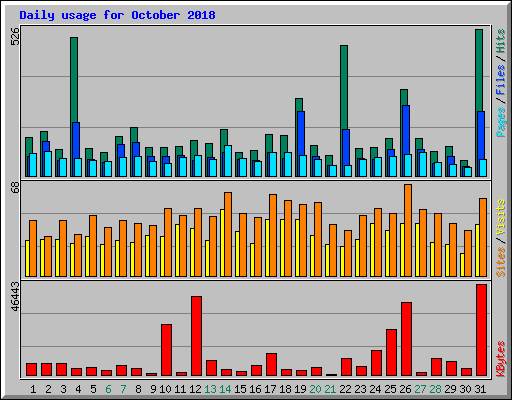 Daily usage for October 2018
526
Pages / Files / Hits
68
Sites / Visits
46443
KBytes
1 2 3 4 5 6 7 8 9 10 11 12 13 14 15 16 17 18 19 20 21 22 23 24 25 26 27 28 29 30 31